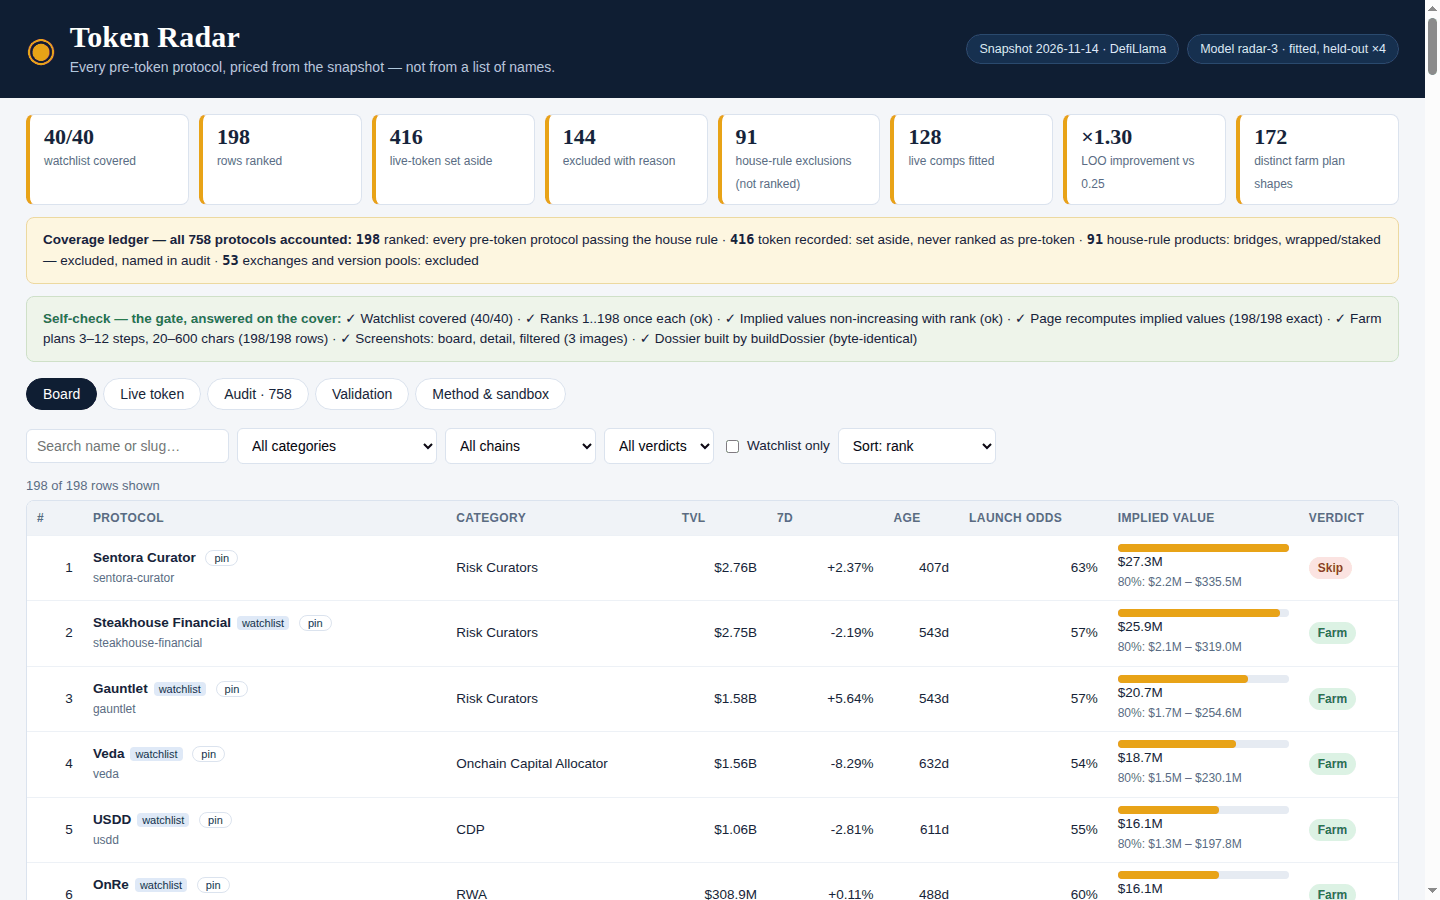 Token Radar
Every pre-token protocol, priced from the snapshot — not from a list of names.
Snapshot 2026-11-14 · DefiLlama
Model radar-3 · fitted, held-out ×4
40/40
watchlist covered
198
rows ranked
416
live-token set aside
144
excluded with reason
91
house-rule exclusions
(not ranked)
128
live comps fitted
×1.30
LOO improvement vs
0.25
172
distinct farm plan
shapes
Coverage ledger — all 758 protocols accounted: 198 ranked: every pre-token protocol passing the house rule · 416 token recorded: set aside, never ranked as pre-token · 91 house-rule products: bridges, wrapped/staked
— excluded, named in audit · 53 exchanges and version pools: excluded
Self-check — the gate, answered on the cover: ✓ Watchlist covered (40/40) · ✓ Ranks 1..198 once each (ok) · ✓ Implied values non-increasing with rank (ok) · ✓ Page recomputes implied values (198/198 exact) · ✓ Farm
plans 3–12 steps, 20–600 chars (198/198 rows) · ✓ Screenshots: board, detail, filtered (3 images) · ✓ Dossier built by buildDossier (byte-identical)
Board
Live token
Audit · 758
Validation
Method & sandbox
Search name or slug…
All categories
All chains
All verdicts
Watchlist only
Sort: rank
198 of 198 rows shown
# PROTOCOL CATEGORY TVL 7D AGE LAUNCH ODDS IMPLIED VALUE VERDICT
1 Sentora Curator pin Risk Curators $2.76B +2.37% 407d 63% $27.3M Skip
sentora-curator 80%: $2.2M – $335.5M
2 Steakhouse Financial watchlist pin Risk Curators $2.75B -2.19% 543d 57% $25.9M Farm
steakhouse-financial 80%: $2.1M – $319.0M
3 Gauntlet watchlist pin Risk Curators $1.58B +5.64% 543d 57% $20.7M Farm
gauntlet 80%: $1.7M – $254.6M
4 Veda watchlist pin Onchain Capital Allocator $1.56B -8.29% 632d 54% $18.7M Farm
veda 80%: $1.5M – $230.1M
5 USDD watchlist pin CDP $1.06B -2.81% 611d 55% $16.1M Farm
usdd 80%: $1.3M – $197.8M
6 OnRe watchlist pin RWA $308.9M +0.11% 488d 60% $16.1M Farm